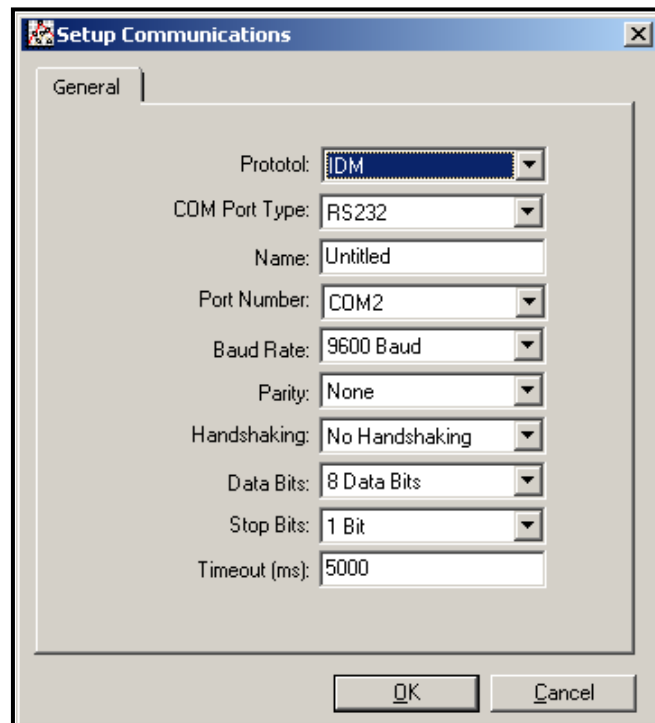 Setup Communications
General
Prototol: IDM
COM Port Type: RS232
Name: Untitled
Port Number: COM2
Baud Rate: 9600 Baud
Parity: None
Handshaking: No Handshaking
Data Bits: 8 Data Bits
Stop Bits: 1 Bit
Timeout (ms): 5000
OK Cancel